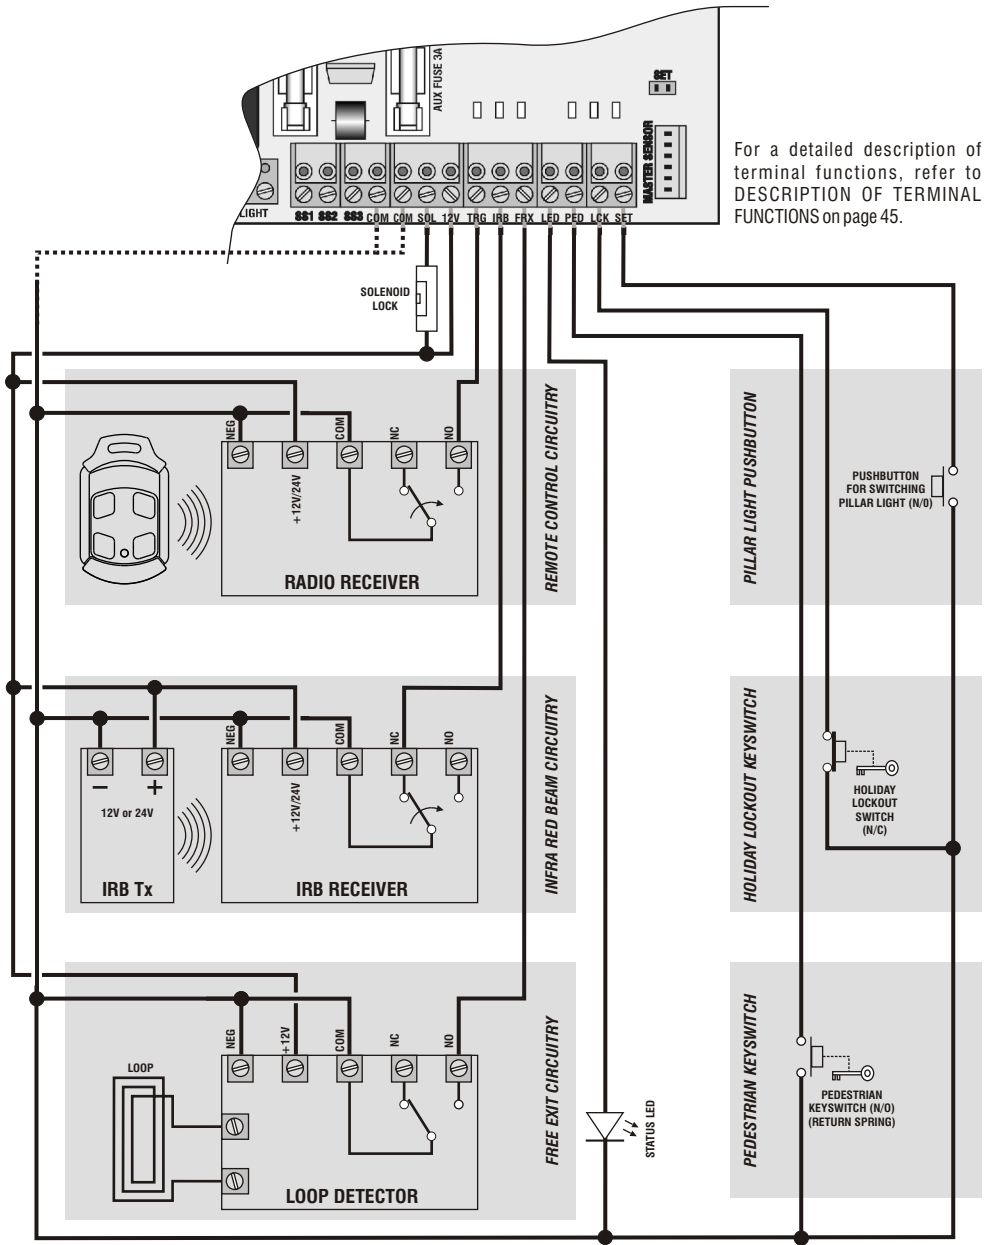 AUX FUSE 3A
SET
MASTER SENSOR
For a detailed description of
terminal functions, refer to
DESCRIPTION OF TERMINAL
FUNCTIONS on page 45.
LIGHT
SS1 SS2 SS3 COM COM SOL 12V TRG IRB FRX LED PED LCK SET
SOLENOID
LOCK
NEG
+12V/24V
COM
NC
NO
RADIO RECEIVER
REMOTE CONTROL CIRCUITRY
PUSHBUTTON
FOR SWITCHING
PILLAR LIGHT (N/0)
PILLAR LIGHT PUSHBUTTON
– +
12V or 24V
IRB Tx
NEG
+12V/24V
COM
NC
NO
IRB RECEIVER
INFRA RED BEAM CIRCUITRY
HOLIDAY
LOCKOUT
SWITCH
(N/C)
HOLIDAY LOCKOUT KEYSWITCH
LOOP
NEG
+12V
COM
NC
NO
LOOP DETECTOR
FREE EXIT CIRCUITRY
STATUS LED
PEDESTRIAN
KEYSWITCH (N/O)
(RETURN SPRING)
PEDESTRIAN KEYSWITCH